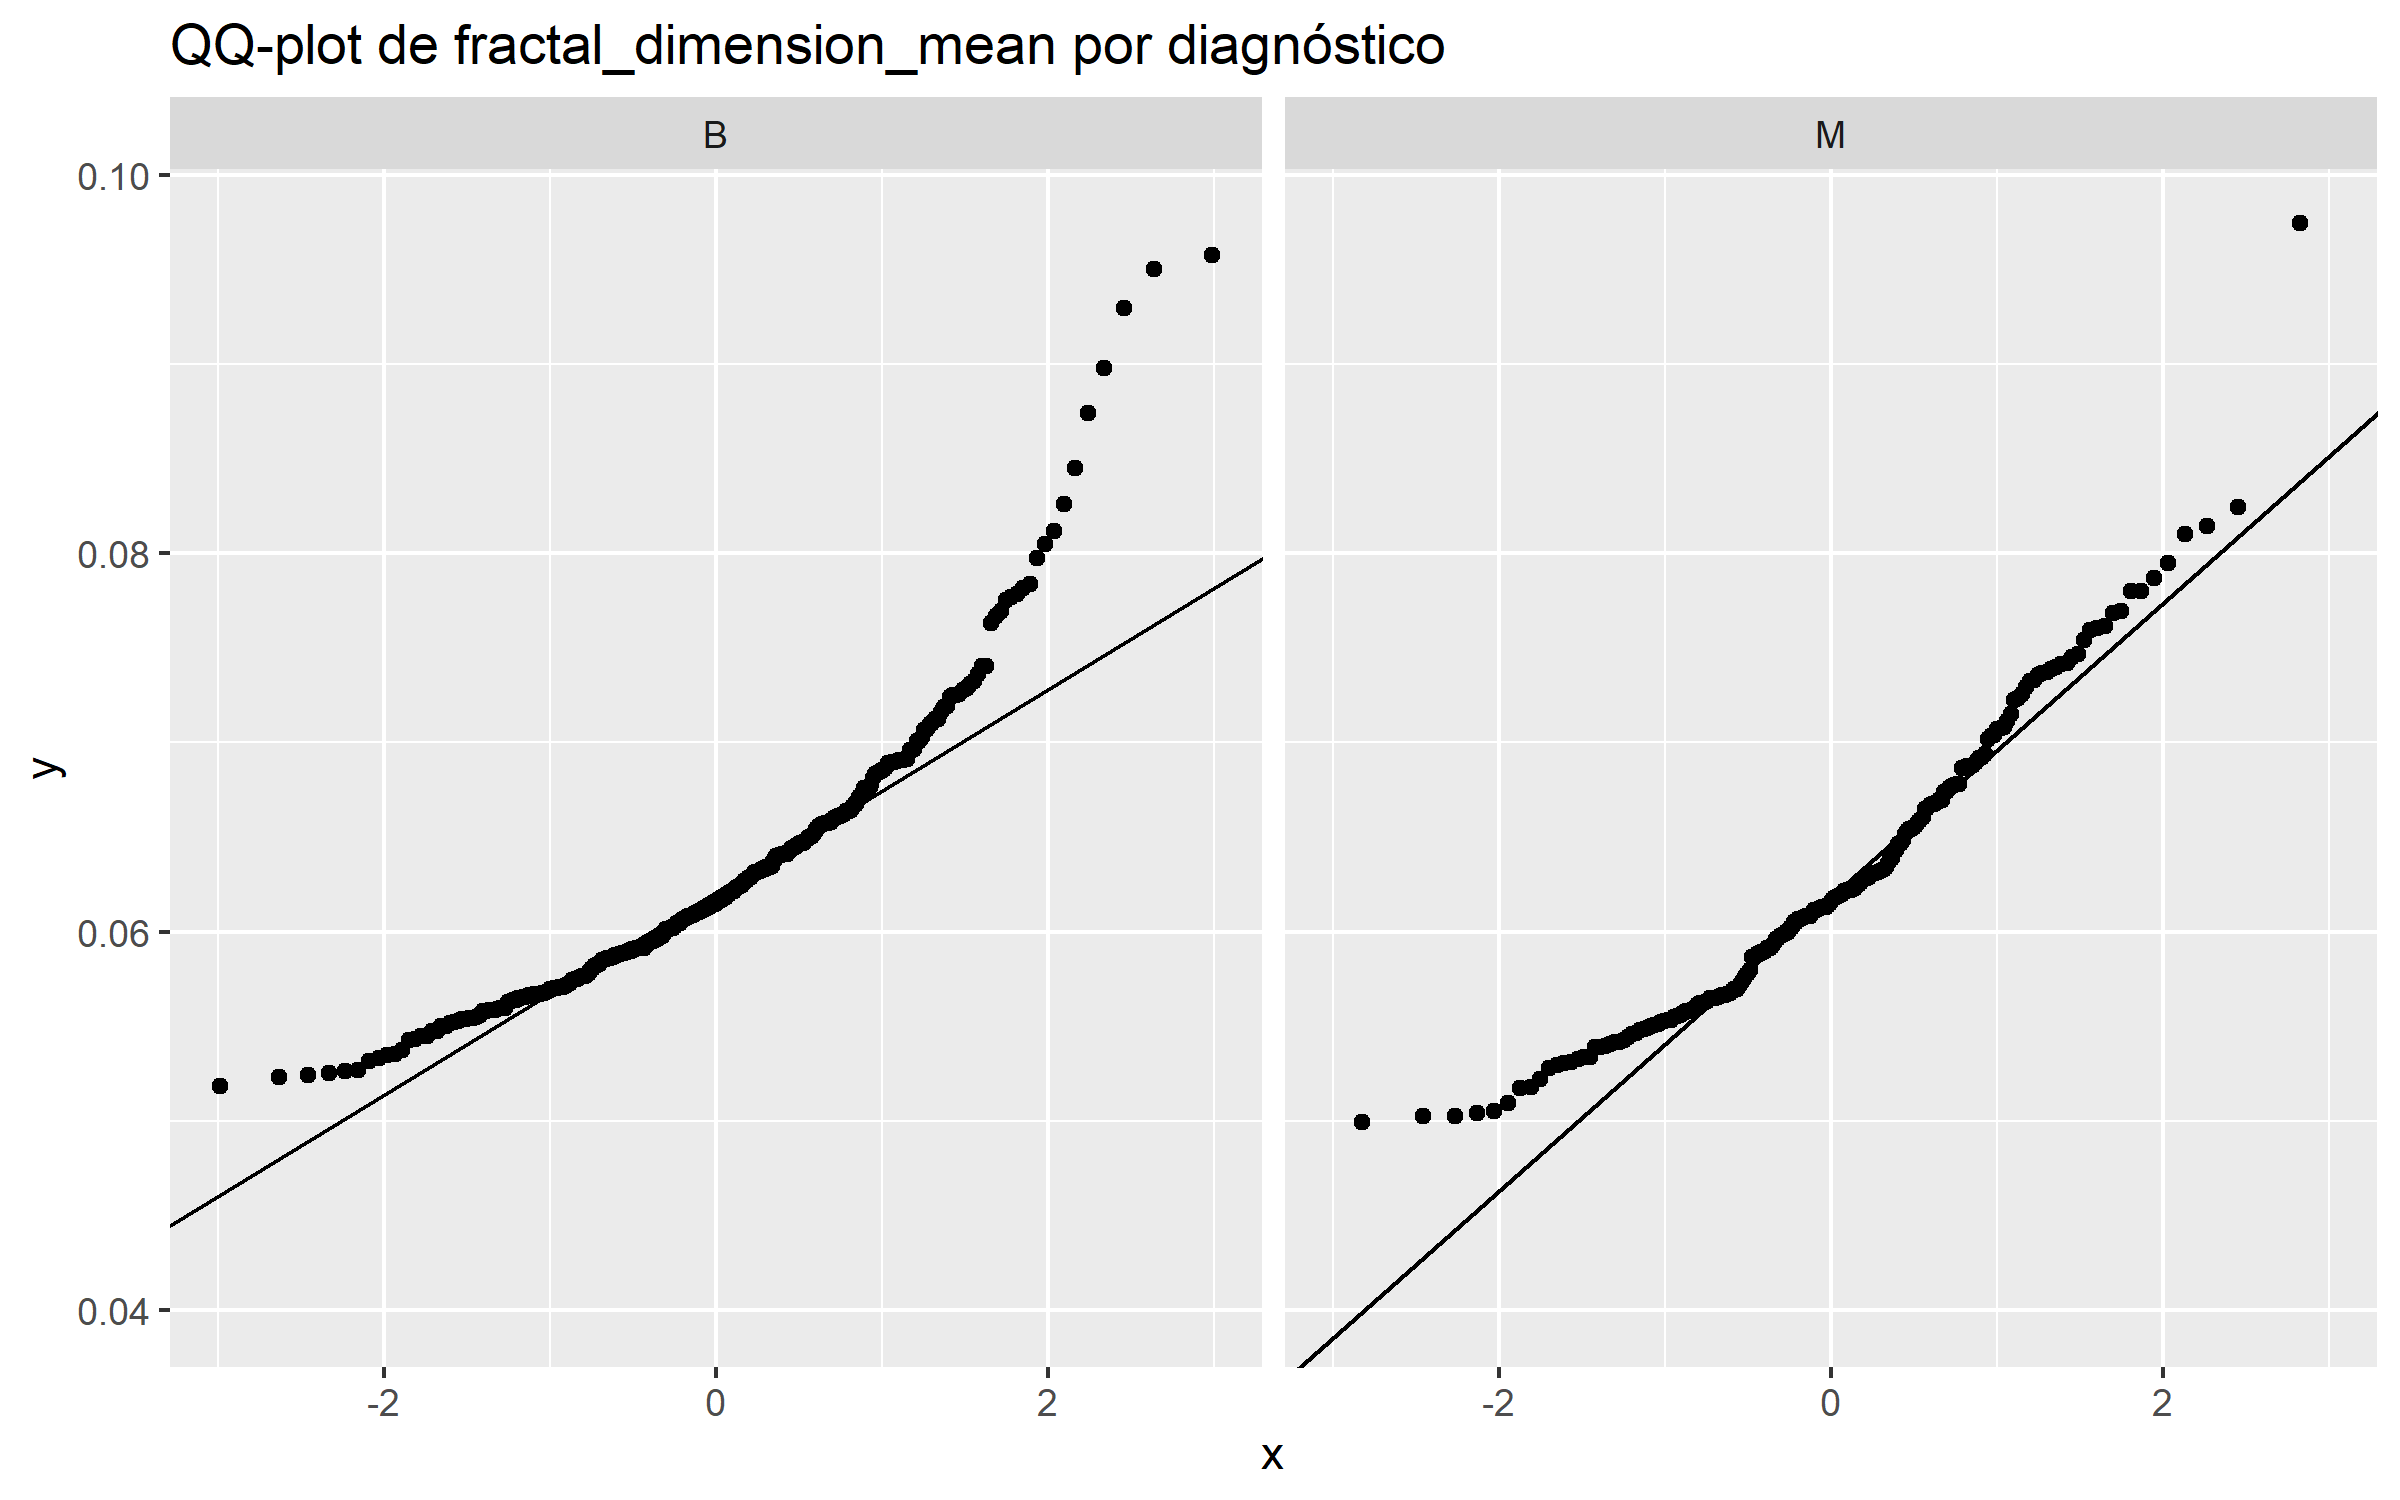 QQ-plot de fractal_dimension_mean por diagnóstico
B M
0.10
0.08
0.06
0.04
y
-2 0 2 -2 0 2
x